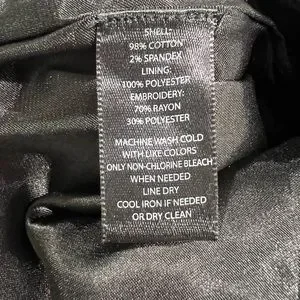 SHELL:
98% COTTON
2% SPANDEX
LINING:
100% POLYESTER
EMBROIDERY:
70% RAYON
30% POLYESTER
MACHINE WASH COLD
WITH LIKE COLORS
ONLY NON-CHLORINE BLEACH
WHEN NEEDED
LINE DRY
COOL IRON IF NEEDED
OR DRY CLEAN